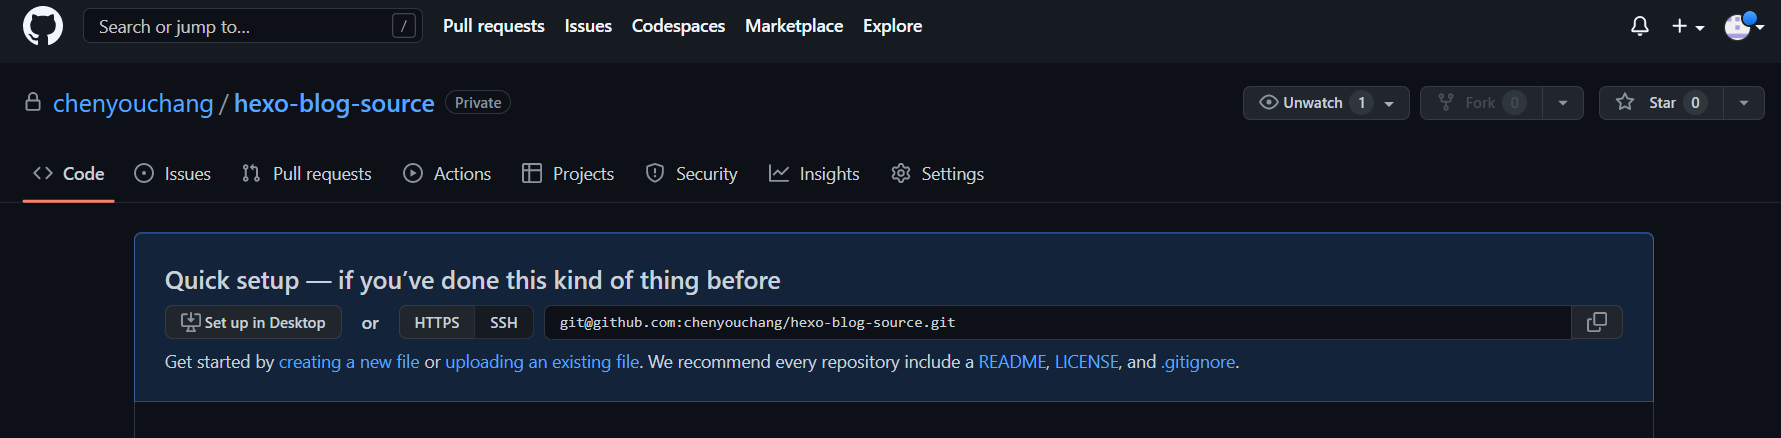 Search or jump to... / Pull requests Issues Codespaces Marketplace Explore
chenyouchang / hexo-blog-source Private Unwatch 1 Fork 0 Star 0
Code Issues Pull requests Actions Projects Security Insights Settings
Quick setup — if you’ve done this kind of thing before
Set up in Desktop or HTTPS SSH git@github.com:chenyouchang/hexo-blog-source.git
Get started by creating a new file or uploading an existing file. We recommend every repository include a README, LICENSE, and .gitignore.